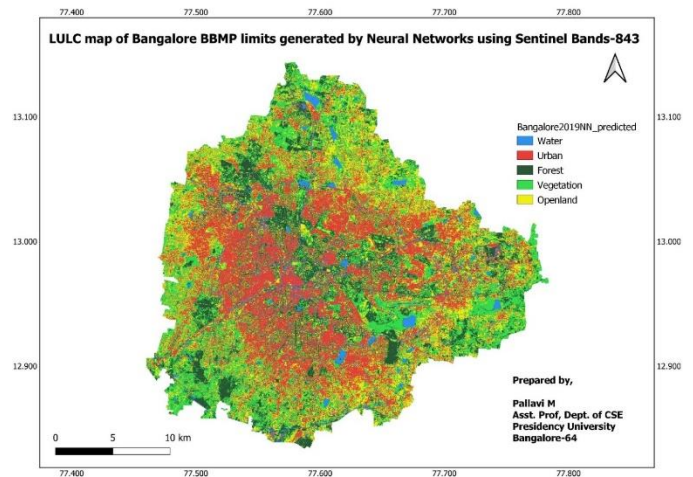 77.400 77.500 77.600 77.700 77.800
LULC map of Bangalore BBMP limits generated by Neural Networks using Sentinel Bands-843
13.100 13.100
Bangalore2019NN_predicted
Water
Urban
Forest
Vegetation
Openland
13.000 13.000
12.900 12.900
Prepared by,
Pallavi M
Asst. Prof, Dept. of CSE
Presidency University
Bangalore-64
0 5 10 km
77.400 77.500 77.600 77.700 77.800